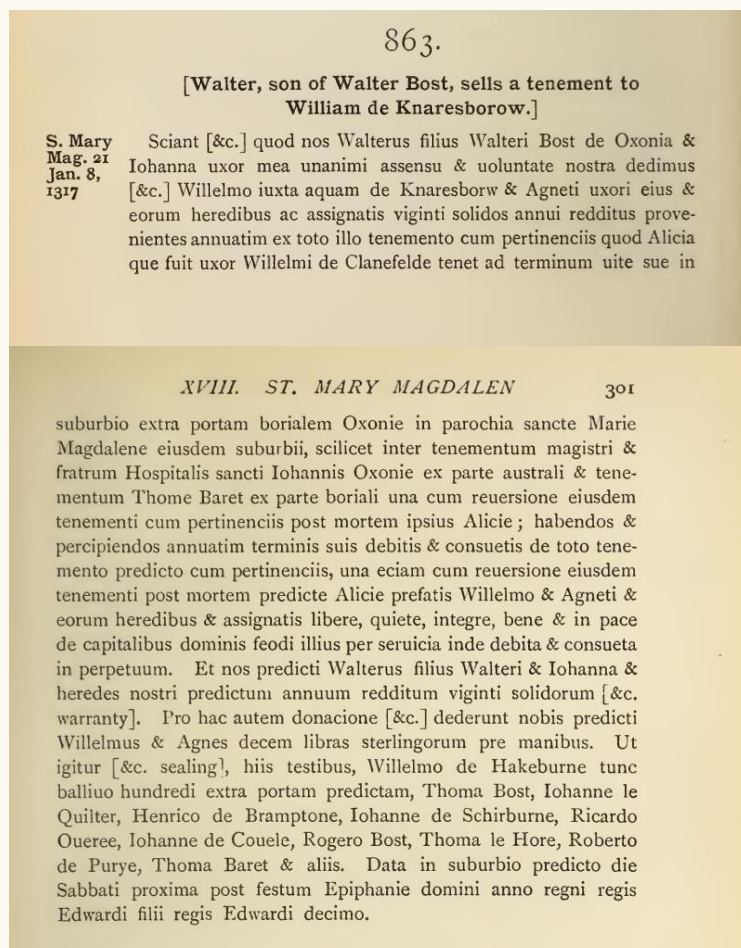 863.
[Walter, son of Walter Bost, sells a tenement to
William de Knaresborow.]
S. Mary
Mag. 21
Jan. 8,
1317
Sciant [&c.] quod nos Walterus filius Walteri Bost de Oxonia &
Iohanna uxor mea unanimi assensu & uoluntate nostra dedimus
[&c.] Willelmo iuxta aquam de Knaresborw & Agneti uxori eius &
eorum heredibus ac assignatis viginti solidos annui redditus prove-
nientes annuatim ex toto illo tenemento cum pertinenciis quod Alicia
que fuit uxor Willelmi de Clanefelde tenet ad terminum uite sue in
XVIII. ST. MARY MAGDALEN 301
suburbio extra portam borialem Oxonie in parochia sancte Marie
Magdalene eiusdem suburbii, scilicet inter tenementum magistri &
fratrum Hospitalis sancti Iohannis Oxonie ex parte australi & tene-
mentum Thome Baret ex parte boriali una cum reuersione eiusdem
tenementi cum pertinenciis post mortem ipsius Alicie; habendos &
percipiendos annuatim terminis suis debitis & consuetis de toto tene-
mento predicto cum pertinenciis, una eciam cum reuersione eiusdem
tenementi post mortem predicte Alicie prefatis Willelmo & Agneti &
eorum heredibus & assignatis libere, quiete, integre, bene & in pace
de capitalibus dominis feodi illius per seruicia inde debita & consueta
in perpetuum. Et nos predicti Walterus filius Walteri & Iohanna &
heredes nostri predictum annuum redditum viginti solidorum [&c.
warranty]. Pro hac autem donacione [&c.] dederunt nobis predicti
Willelmus & Agnes decem libras sterlingorum pre manibus. Ut
igitur [&c. sealing], hiis testibus, Willelmo de Hakeburne tunc
balliuo hundredi extra portam predictam, Thoma Bost, Iohanne le
Quilter, Henrico de Bramptone, Iohanne de Schirburne, Ricardo
Oueree, Iohanne de Couele, Rogero Bost, Thoma le Hore, Roberto
de Purye, Thoma Baret & aliis. Data in suburbio predicto die
Sabbati proxima post festum Epiphanie domini anno regni regis
Edwardi filii regis Edwardi decimo.